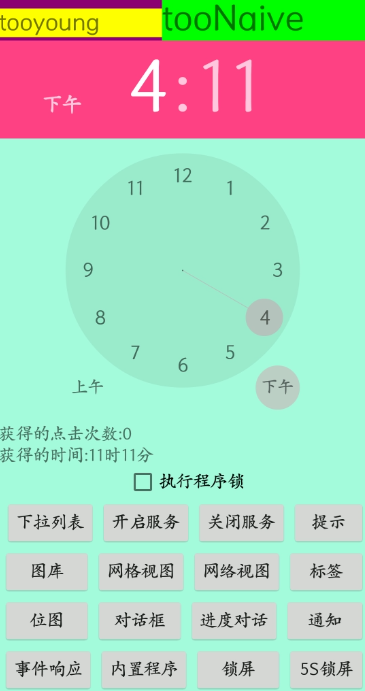 tooyoung tooNaive
下午 4:11
12
11 1
10 2
9 3
8 4
7 5
6
上午 下午
获得的点击次数:0
获得的时间:11时11分
执行程序锁
下拉列表 开启服务 关闭服务 提示
图库 网格视图 网络视图 标签
位图 对话框 进度对话 通知
事件响应 内置程序 锁屏 5S锁屏